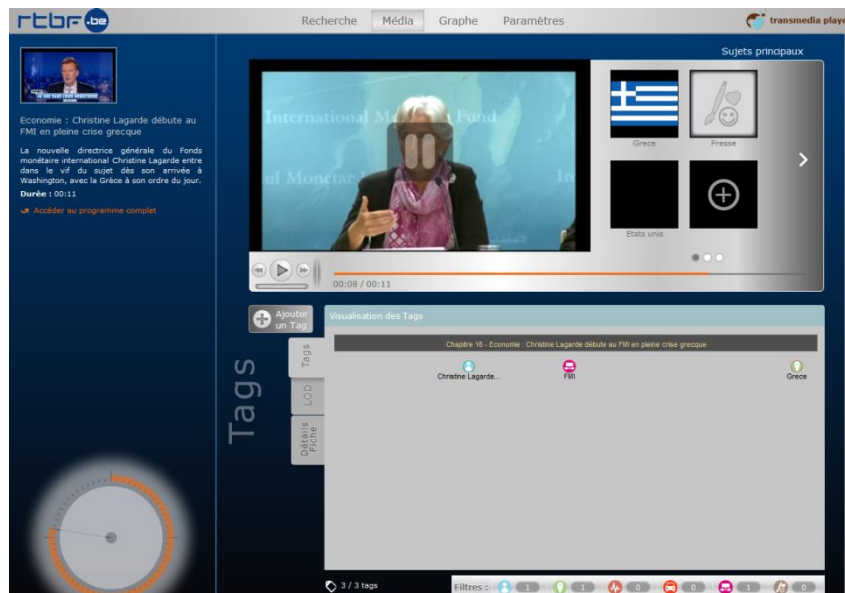 rtbf.be
Recherche
Média
Graphe
Paramètres
transmedia playe
Sujets principaux
Economie : Christine Lagarde débute au
FMI en pleine crise grecque
La nouvelle directrice générale du Fonds
monétaire international Christine Lagarde entre
dans le vif du sujet dès son arrivée à
Washington, avec la Grèce à son ordre du jour.
Durée : 00:11
Accéder au programme complet
International Fund
Grece
Presse
Etats unis
00:08 / 00:11
Ajouter
un Tag
Visualisation des Tags
Chapitre 16 - Economie : Christine Lagarde débute au FMI en pleine crise grecque
Christine Lagarde...
FMI
Grece
Tags
Tags
LOD
Détails
Fiche
3 / 3 tags
Filtres :
1
1
0
0
1
0